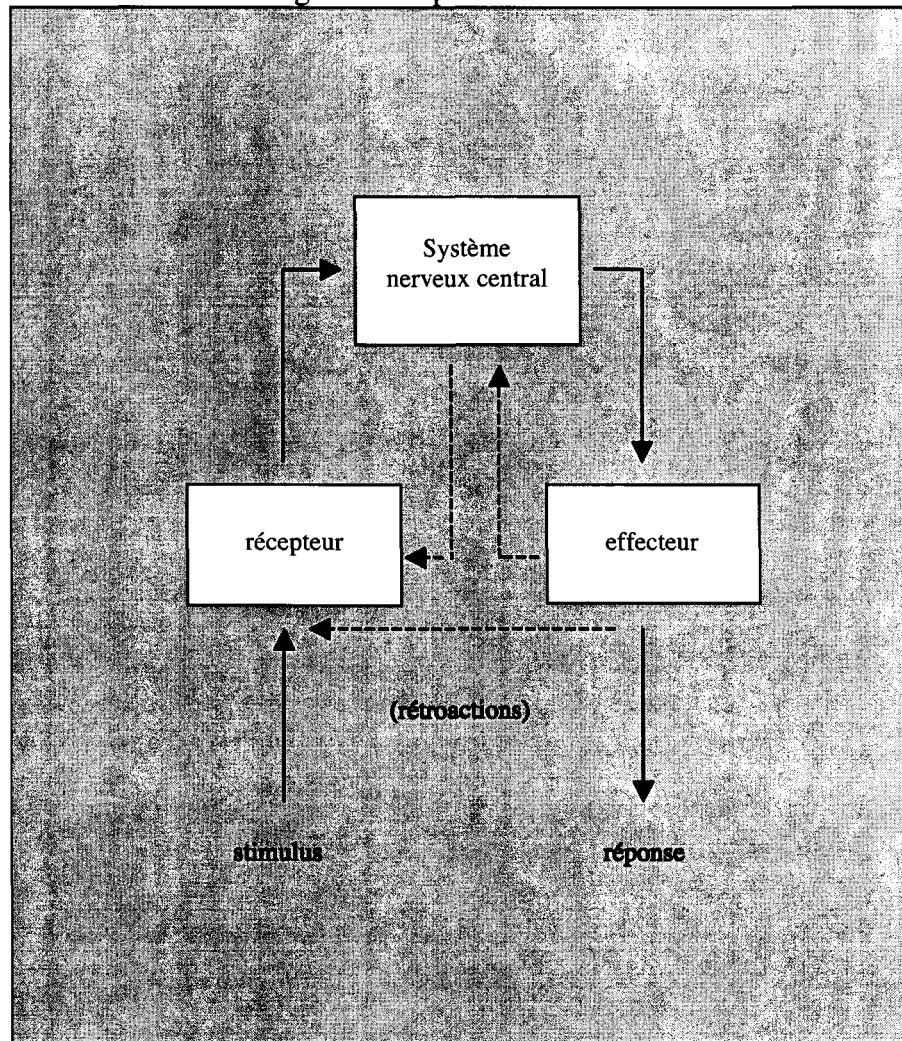 Système
nerveux central
récepteur
effecteur
(rétroactions)
stimulus
réponse